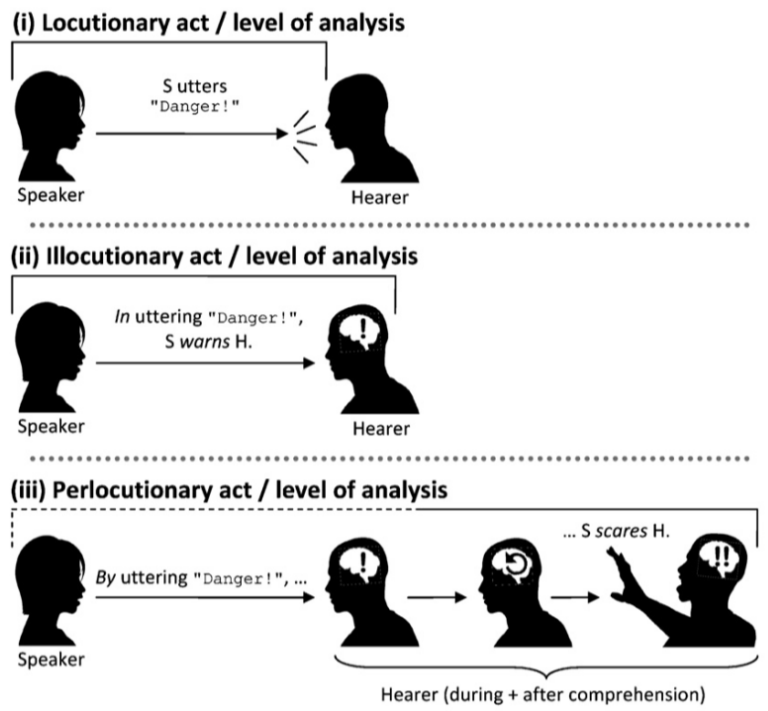 (i) Locutionary act / level of analysis
S utters
"Danger!"
Speaker
Hearer
(ii) Illocutionary act / level of analysis
In uttering "Danger!",
S warns H.
!
Speaker
Hearer
(iii) Perlocutionary act / level of analysis
... S scares H.
By uttering "Danger!", ...
!
!!
Speaker
Hearer (during + after comprehension)